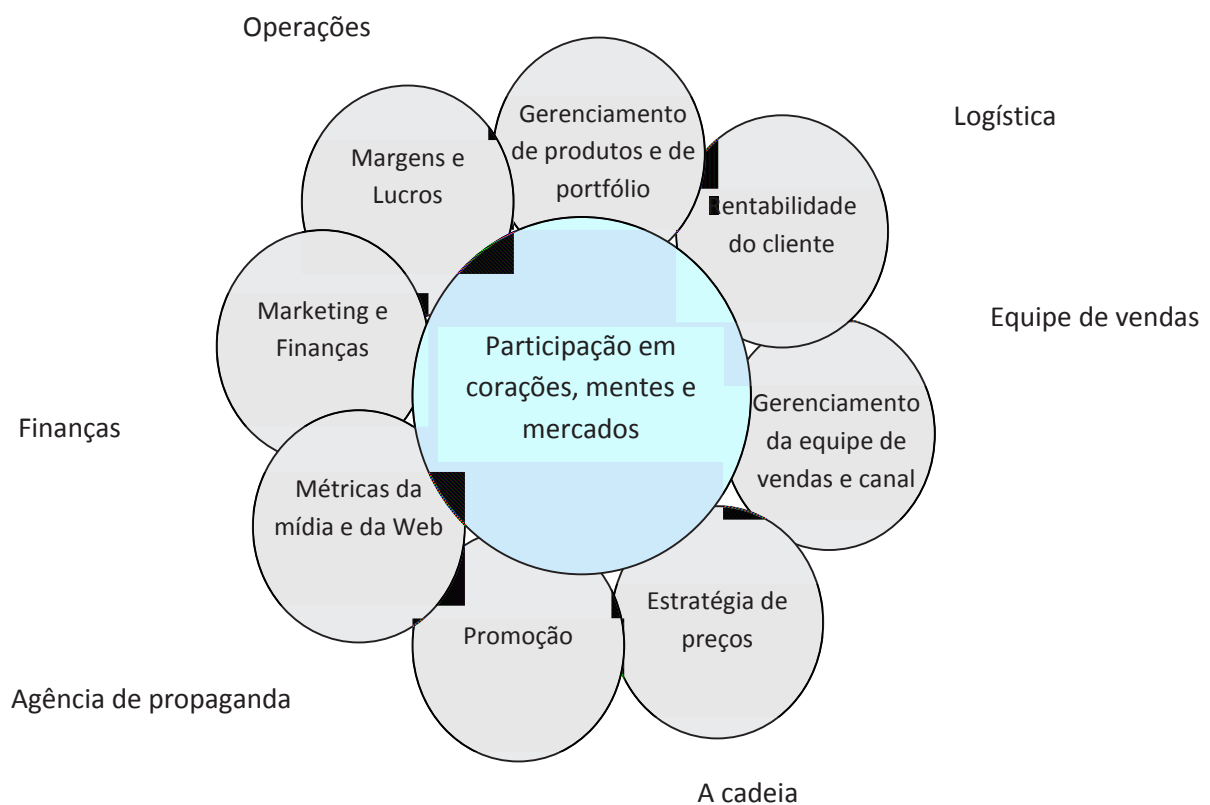 Operações
Gerenciamento
de produtos e de
portfólio
Logística
Margens e
Lucros
entabilidade
do cliente
Marketing e
Finanças
Equipe de vendas
Participação em
corações, mentes e
mercados
Gerenciamento
da equipe de
vendas e canal
Finanças
Métricas da
mídia e da Web
Estratégia de
preços
Promoção
Agência de propaganda
A cadeia